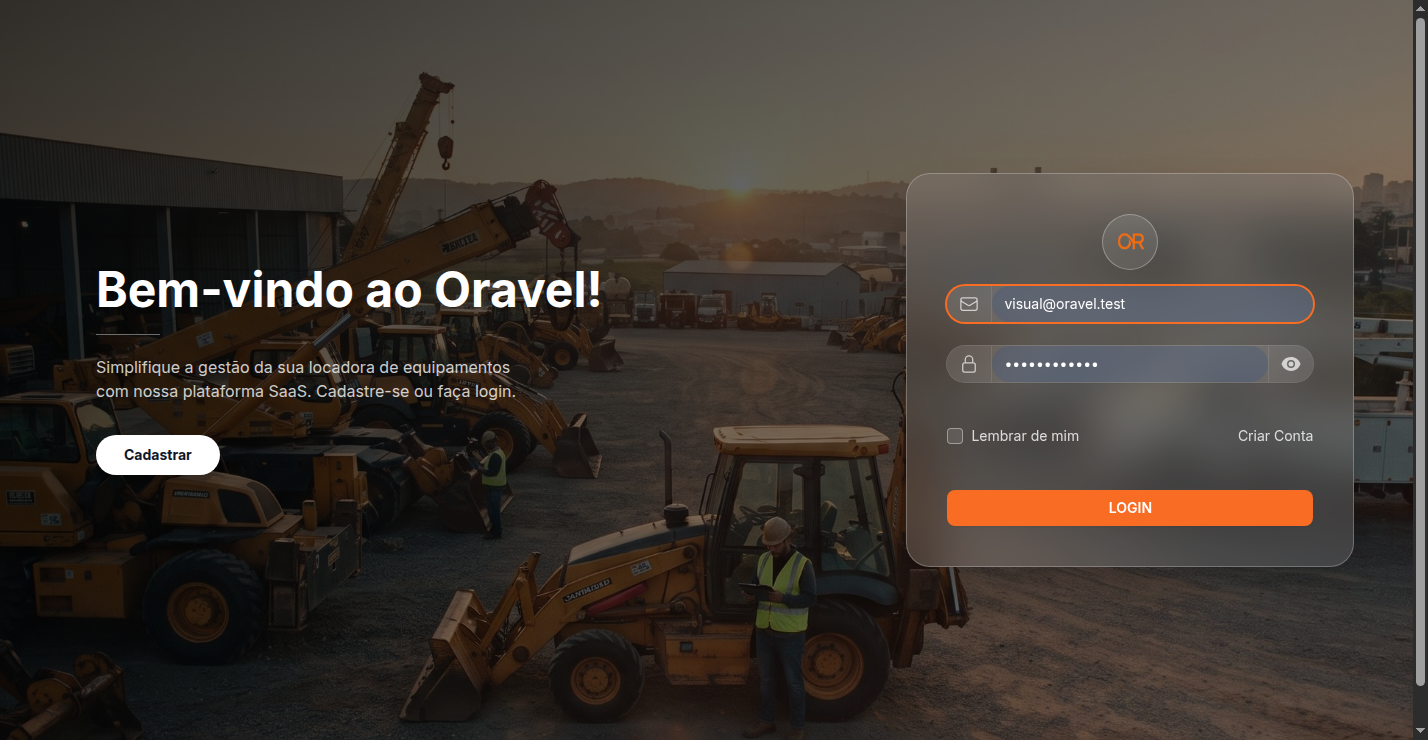 Bem-vindo ao Oravel!
Simplifique a gestão da sua locadora de equipamentos
com nossa plataforma SaaS. Cadastre-se ou faça login.
Cadastrar
OR
visual@oravel.test
••••••••••••
Lembrar de mim
Criar Conta
LOGIN